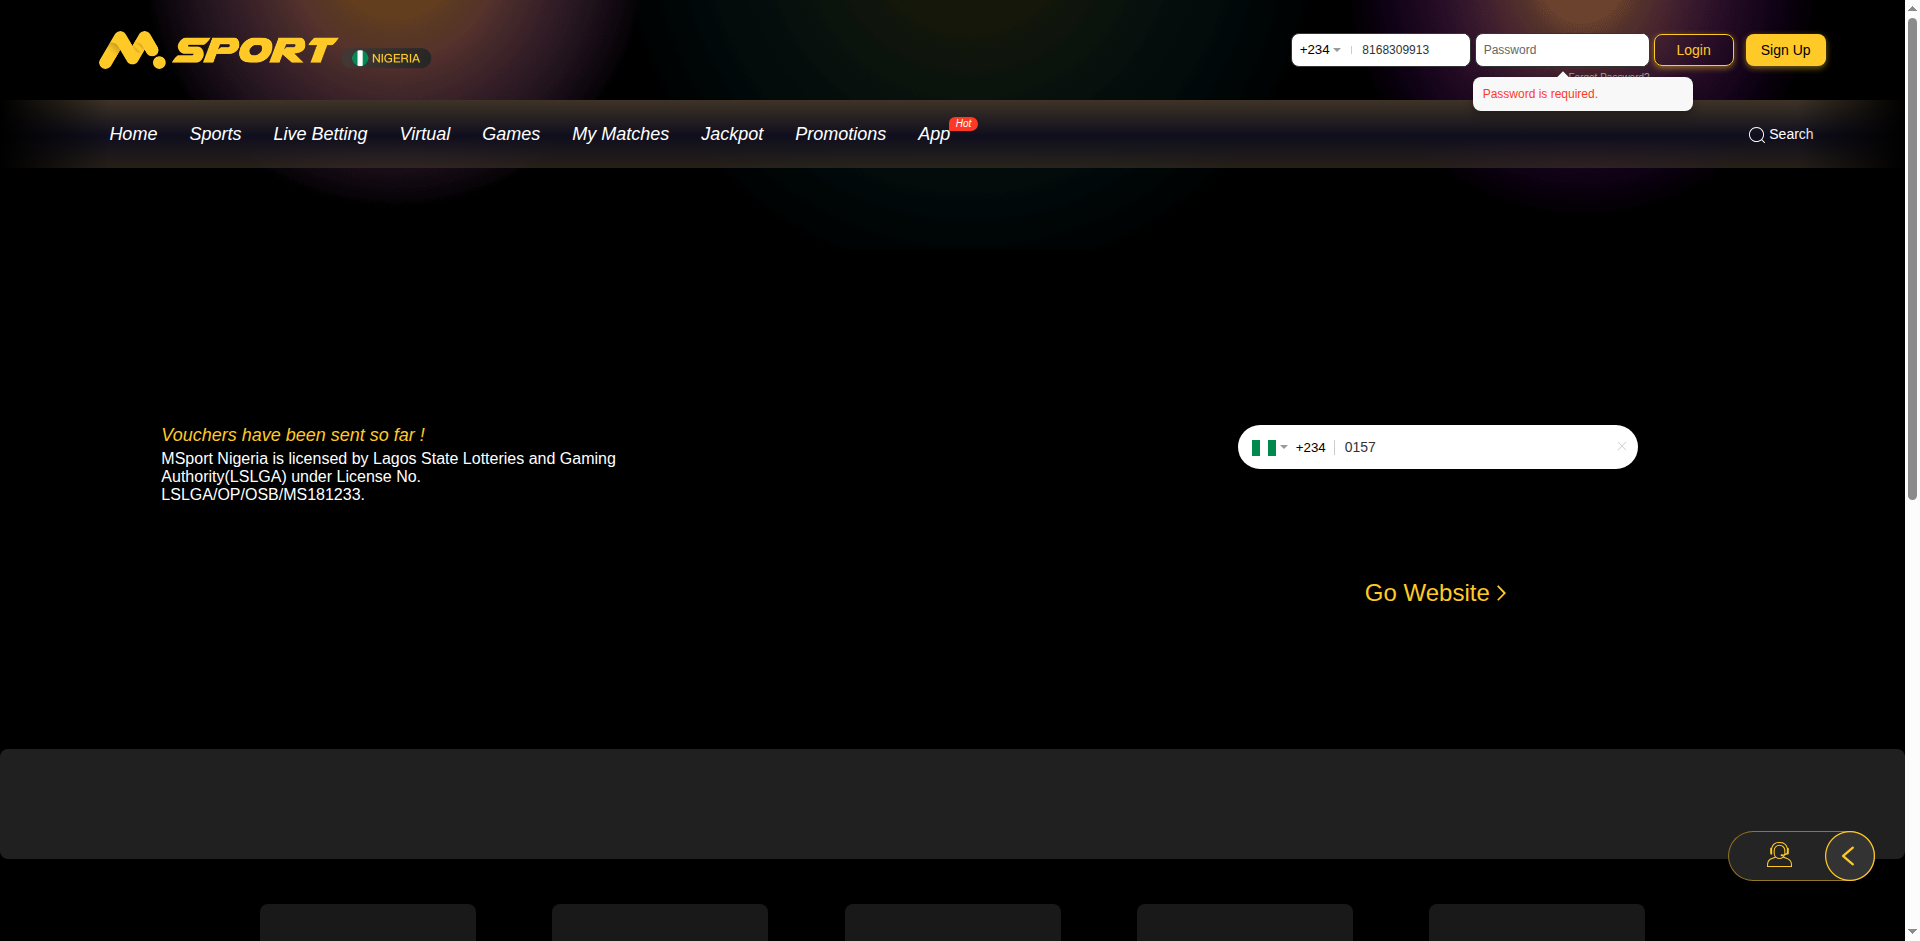 M.SPORT
NIGERIA
+234 8168309913
Password
Login
Sign Up
Password is required.
Home Sports Live Betting Virtual Games My Matches Jackpot Promotions App Hot
Search
Vouchers have been sent so far !
MSport Nigeria is licensed by Lagos State Lotteries and Gaming
Authority(LSLGA) under License No.
LSLGA/OP/OSB/MS181233.
+234 0157
Go Website